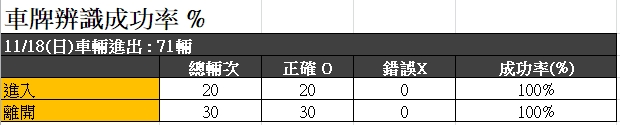 車牌辨識成功率 %
11/18(日)車輛進出 : 71輛
總輛次 正確 O 錯誤X 成功率(%)
進入 20 20 0 100%
離開 30 30 0 100%